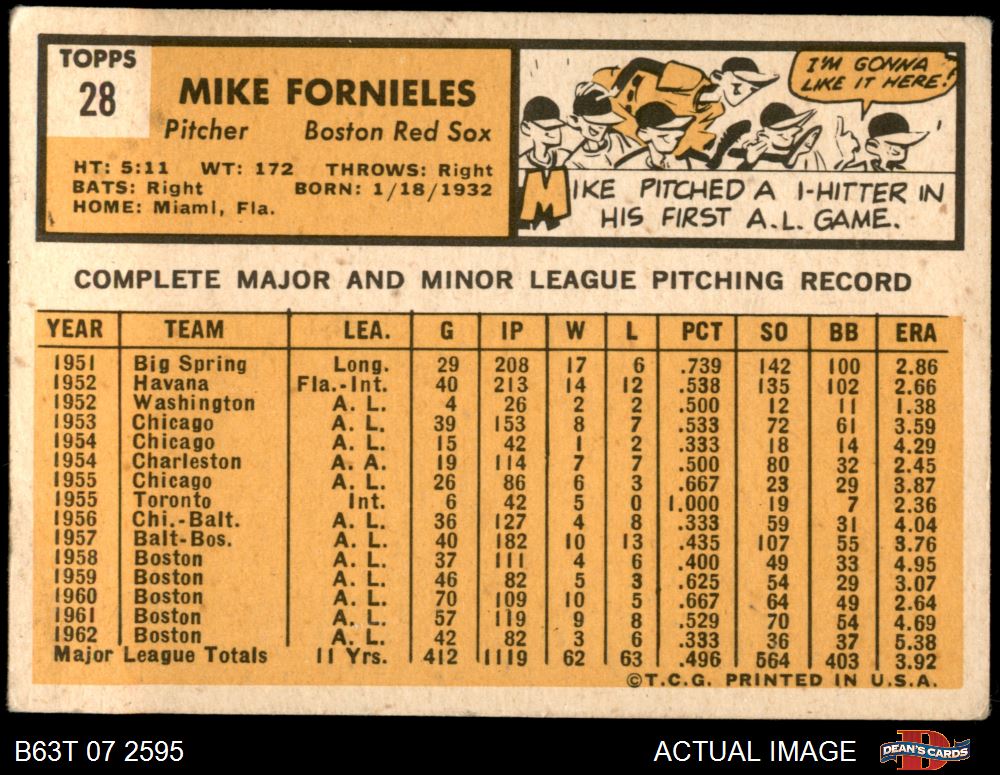 TOPPS
28
MIKE FORNIELES
Pitcher Boston Red Sox
HT: 5:11 WT: 172 THROWS: Right
BATS: Right BORN: 1/18/1932
HOME: Miami, Fla.
I'M GONNA
LIKE IT HERE!
MIKE PITCHED A 1-HITTER IN
HIS FIRST A.L. GAME.
COMPLETE MAJOR AND MINOR LEAGUE PITCHING RECORD
YEAR TEAM LEA. G IP W L PCT SO BB ERA
1951 Big Spring Long. 29 208 17 6 .739 142 100 2.86
1952 Havana Fla.-Int. 40 213 14 12 .538 135 102 2.66
1952 Washington A. L. 4 26 2 2 .500 12 11 1.38
1953 Chicago A. L. 39 153 8 7 .533 72 61 3.59
1954 Chicago A. L. 15 42 1 2 .333 18 14 4.29
1954 Charleston A. A. 19 114 7 7 .500 80 32 2.45
1955 Chicago A. L. 26 86 6 3 .667 23 29 3.87
1955 Toronto Int. 6 42 5 0 1.000 19 7 2.36
1956 Chi.-Balt. A. L. 36 127 4 8 .333 59 31 4.04
1957 Balt-Bos. A. L. 40 182 10 13 .435 107 55 3.76
1958 Boston A. L. 37 111 4 6 .400 49 33 4.95
1959 Boston A. L. 46 82 5 3 .625 54 29 3.07
1960 Boston A. L. 70 109 10 5 .667 64 49 2.64
1961 Boston A. L. 57 119 9 8 .529 70 54 4.69
1962 Boston A. L. 42 82 3 6 .333 36 37 5.38
Major League Totals 11 Yrs. 412 1119 62 63 .496 564 403 3.92
©T.C.G. PRINTED IN U.S.A.
B63T 07 2595 ACTUAL IMAGE DEAN'S CARDS